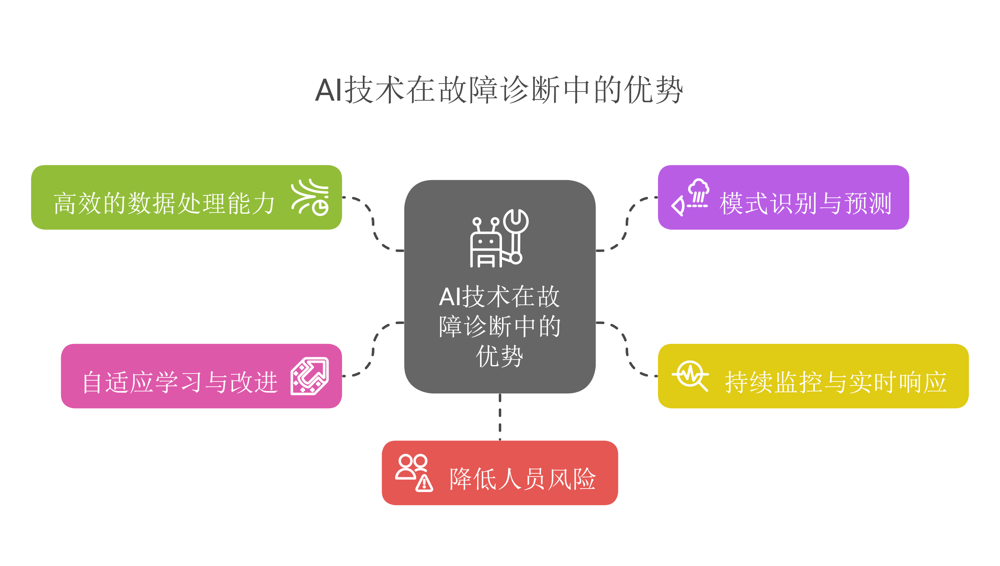 AI技术在故障诊断中的优势
高效的数据处理能力
模式识别与预测
AI技术在故
障诊断中的
优势
自适应学习与改进
持续监控与实时响应
降低人员风险